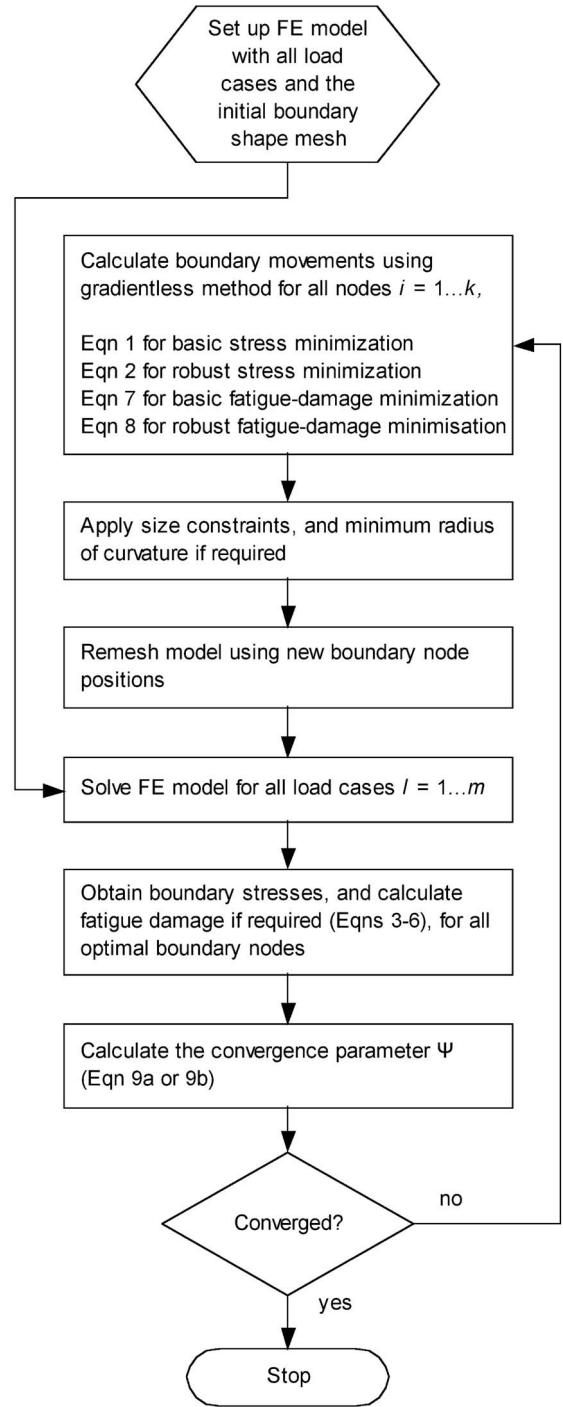 Set up FE model
with all load
cases and the
initial boundary
shape mesh
Calculate boundary movements using
gradientless method for all nodes i = 1...k,
Eqn 1 for basic stress minimization
Eqn 2 for robust stress minimization
Eqn 7 for basic fatigue-damage minimization
Eqn 8 for robust fatigue-damage minimisation
Apply size constraints, and minimum radius
of curvature if required
Remesh model using new boundary node
positions
Solve FE model for all load cases l = 1...m
Obtain boundary stresses, and calculate
fatigue damage if required (Eqns 3-6), for all
optimal boundary nodes
Calculate the convergence parameter Ψ
(Eqn 9a or 9b)
Converged?
no
yes
Stop